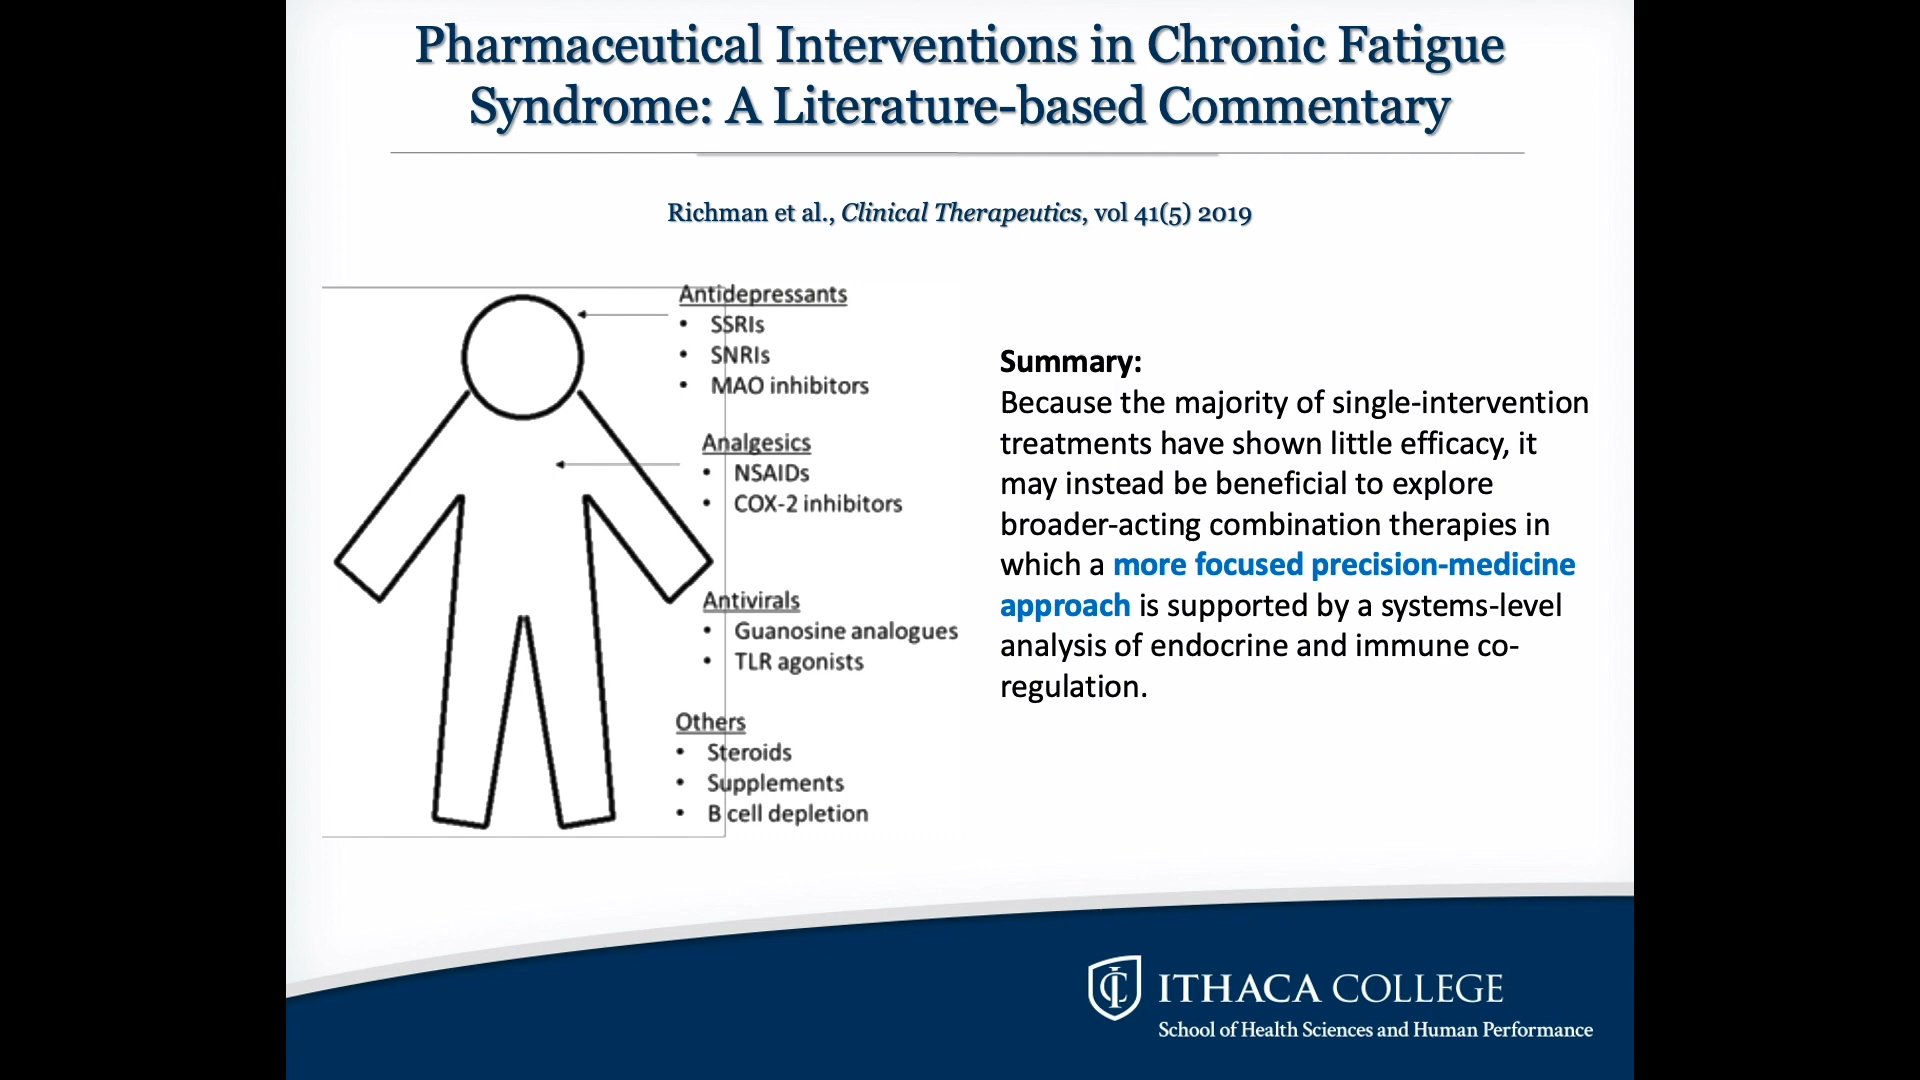 Pharmaceutical Interventions in Chronic Fatigue
Syndrome: A Literature-based Commentary
Richman et al., Clinical Therapeutics, vol 41(5) 2019
Antidepressants
• SSRIs
• SNRIs
• MAO inhibitors
Analgesics
• NSAIDs
• COX-2 inhibitors
Antivirals
• Guanosine analogues
• TLR agonists
Others
• Steroids
• Supplements
• B cell depletion
Summary:
Because the majority of single-intervention
treatments have shown little efficacy, it
may instead be beneficial to explore
broader-acting combination therapies in
which a more focused precision-medicine
approach is supported by a systems-level
analysis of endocrine and immune co-
regulation.
IC
ITHACA COLLEGE
School of Health Sciences and Human Performance